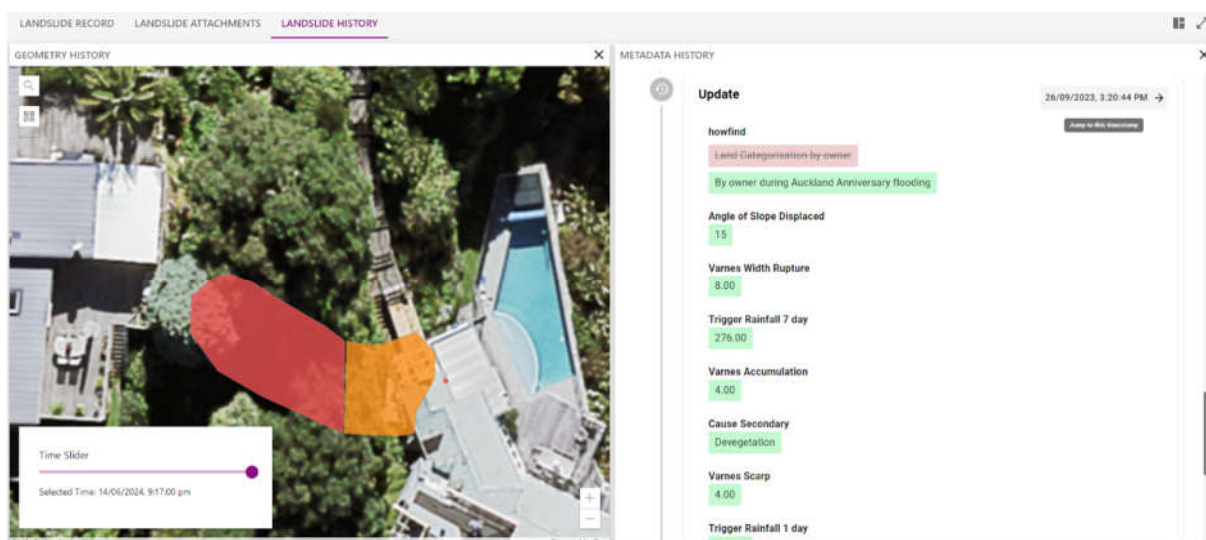 LANDSLIDE RECORD LANDSLIDE ATTACHMENTS LANDSLIDE HISTORY
GEOMETRY HISTORY
Time Slider
Selected Time: 14/06/2024, 9:17:00 pm
METADATA HISTORY
Update
26/09/2023, 3:20:44 PM →
Jump to this timestamp
howfind
Land Categorisation by owner
By owner during Auckland Anniversary flooding
Angle of Slope Displaced
15
Varnes Width Rupture
8.00
Trigger Rainfall 7 day
276.00
Varnes Accumulation
4.00
Cause Secondary
Devegetation
Varnes Scarp
4.00
Trigger Rainfall 1 day